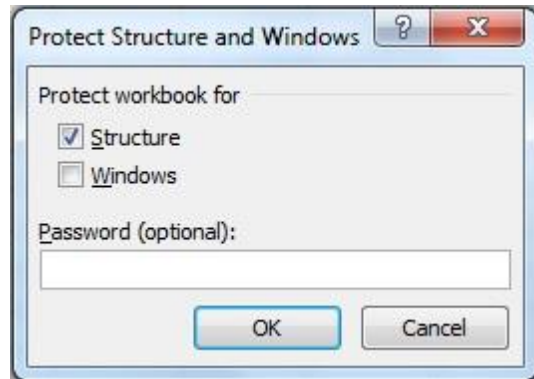 Protect Structure and Windows ? X
Protect workbook for
Structure
Windows
Password (optional):
OK Cancel